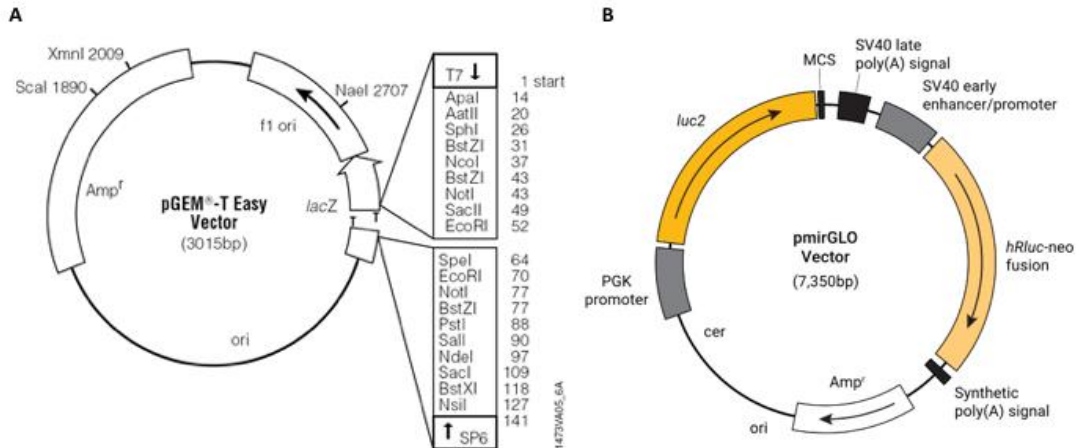 A
XmnI 2009
ScaI 1890
NaeI 2707
f1 ori
Ampr
pGEM®-T Easy
Vector
(3015bp)
lacZ
T T
ori
T7 ↓
1 start
ApaI 14
AatII 20
SphI 26
BstZI 31
NcoI 37
BstZI 43
NotI 43
SacII 49
EcoRI 52
SpeI 64
EcoRI 70
NotI 77
BstZI 77
PstI 88
SalI 90
NdeI 97
SacI 109
BstXI 118
NsiI 127
141
↑ SP6
1473VA05_6A
B
MCS
SV40 late
poly(A) signal
SV40 early
enhancer/promoter
luc2
pmirGLO
Vector
(7,350bp)
hRluc-neo
fusion
PGK
promoter
cer
Ampr
ori
Synthetic
poly(A) signal